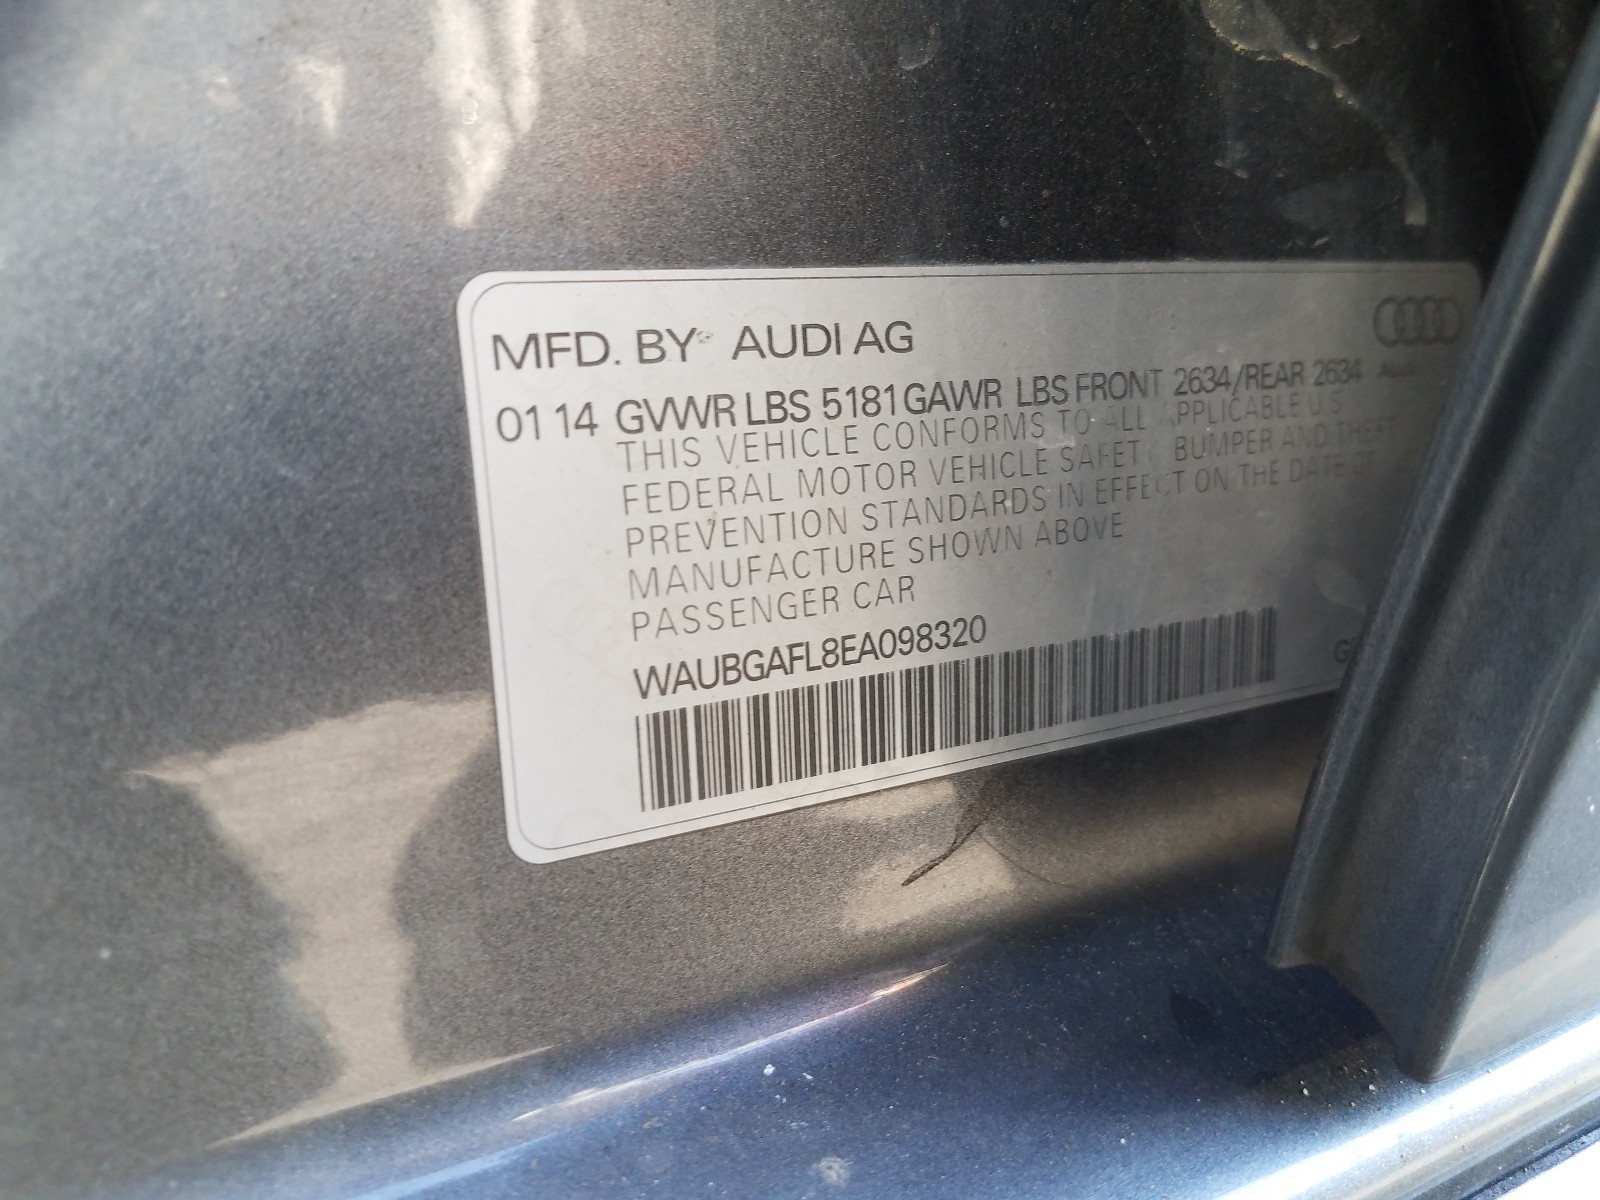 MFD. BY AUDI AG
01 14 GVWR LBS 5181 GAWR LBS FRONT 2634/REAR 2634
THIS VEHICLE CONFORMS TO ALL APPLICABLE U S
FEDERAL MOTOR VEHICLE SAFETY BUMPER AND THEFT
PREVENTION STANDARDS IN EFFECT ON THE DATE OF
MANUFACTURE SHOWN ABOVE
PASSENGER CAR
WAUBGAFL8EA098320